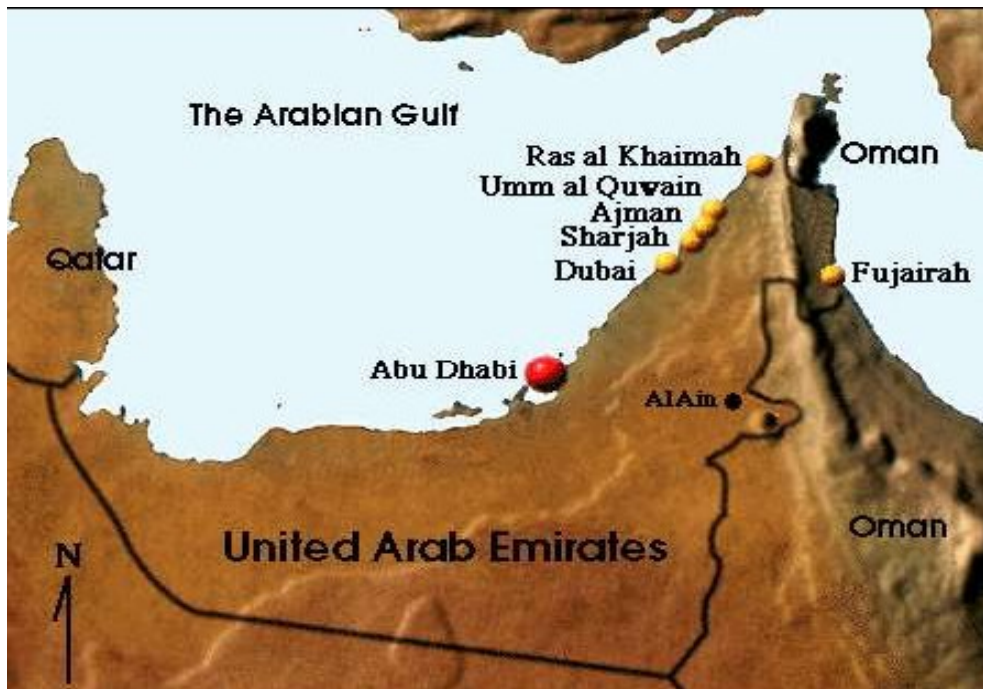 The Arabian Gulf
Ras al Khaimah
Oman
Umm al Quwain
Ajman
Sharjah
Qatar
Dubai
Fujairah
Abu Dhabi
AlAin
Oman
United Arab Emirates
N